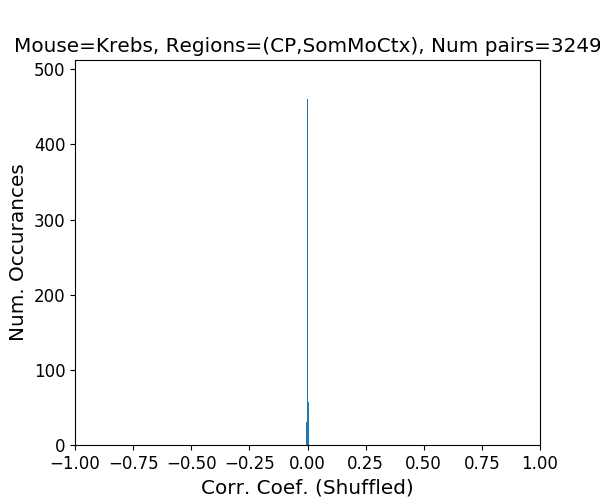 Mouse=Krebs, Regions=(CP,SomMoCtx), Num pairs=3249
500
400
300
200
100
0
Num. Occurances
−1.00 −0.75 −0.50 −0.25 0.00 0.25 0.50 0.75 1.00
Corr. Coef. (Shuffled)